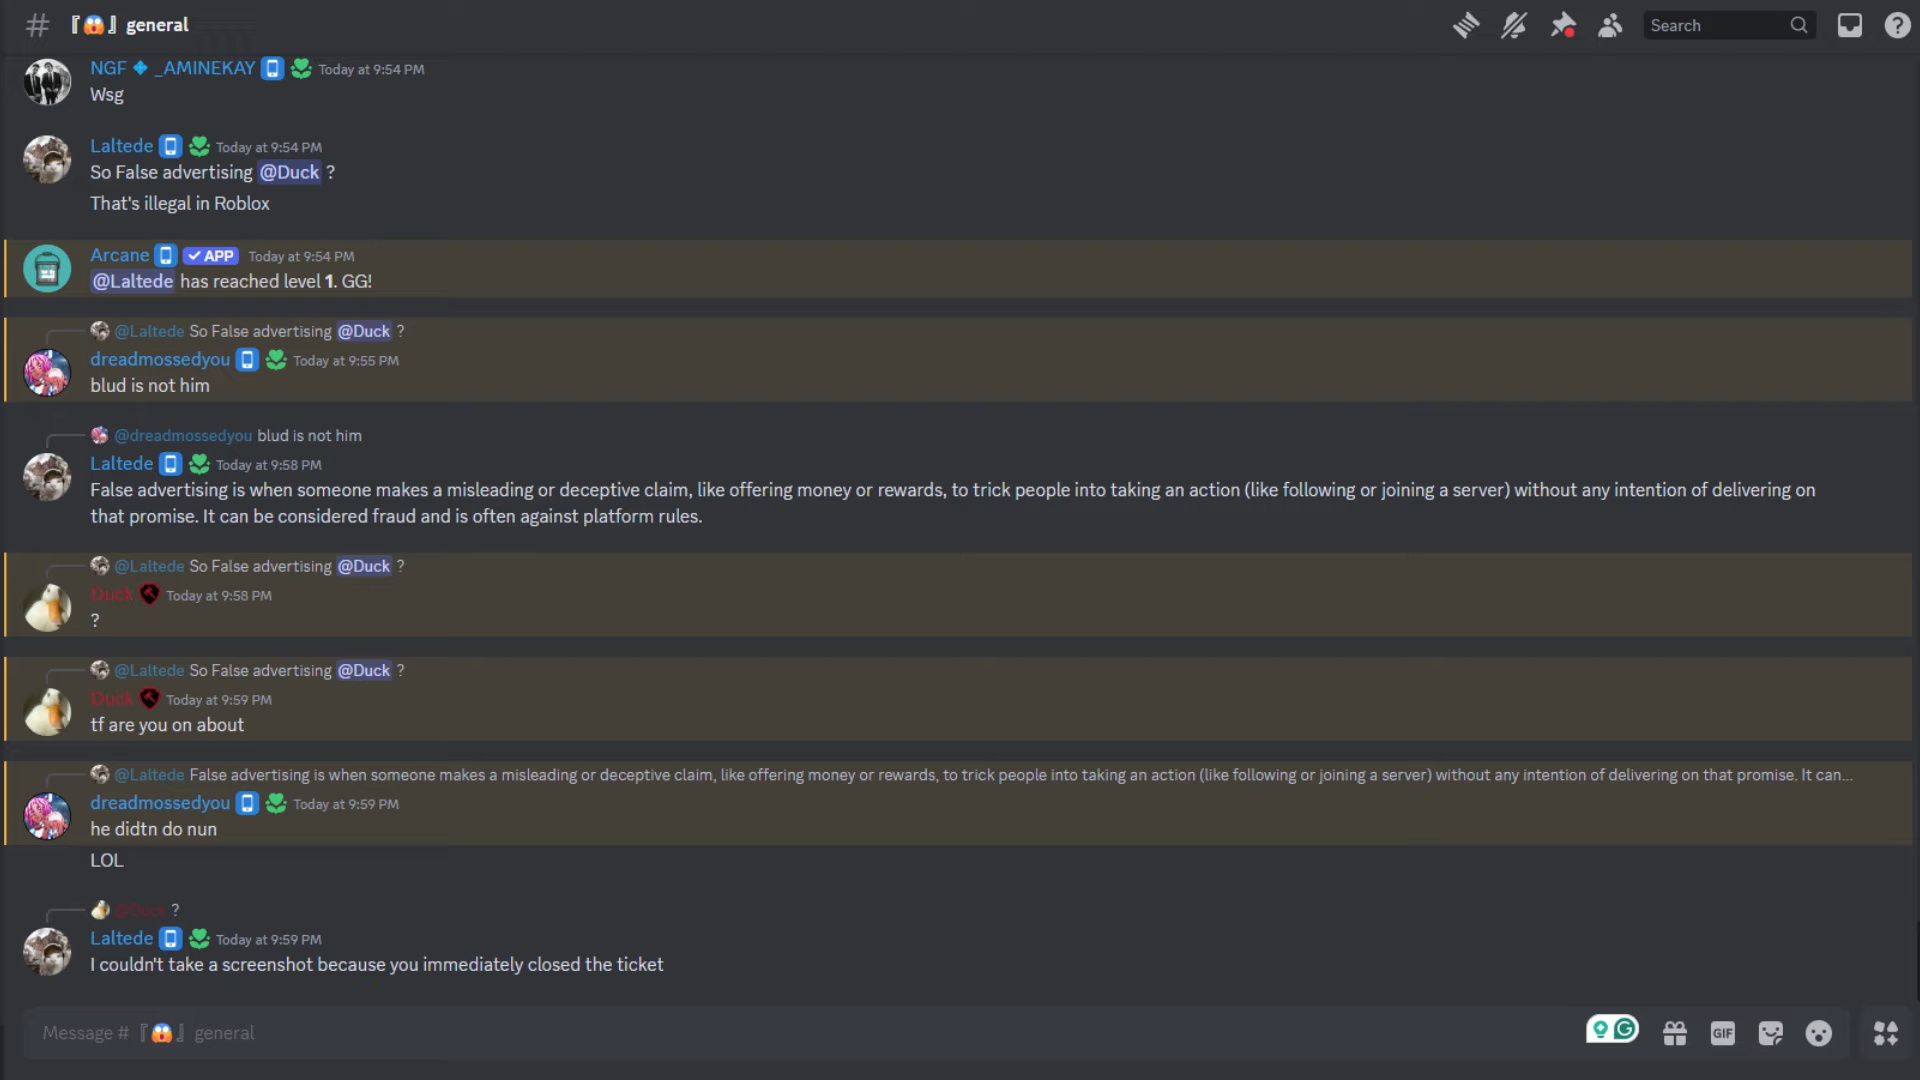 『😱』 general
Search
NGF 🔹 _AMINEKAY Today at 9:54 PM
Wsg
Laltede Today at 9:54 PM
So False advertising @Duck ?
That's illegal in Roblox
Arcane ✓ APP Today at 9:54 PM
@Laltede has reached level 1. GG!
@Laltede So False advertising @Duck ?
dreadmossedyou Today at 9:55 PM
blud is not him
@dreadmossedyou blud is not him
Laltede Today at 9:58 PM
False advertising is when someone makes a misleading or deceptive claim, like offering money or rewards, to trick people into taking an action (like following or joining a server) without any intention of delivering on
that promise. It can be considered fraud and is often against platform rules.
@Laltede So False advertising @Duck ?
Duck Today at 9:58 PM
?
@Laltede So False advertising @Duck ?
Duck Today at 9:59 PM
tf are you on about
@Laltede False advertising is when someone makes a misleading or deceptive claim, like offering money or rewards, to trick people into taking an action (like following or joining a server) without any intention of delivering on that promise. It can...
dreadmossedyou Today at 9:59 PM
he didtn do nun
LOL
@Duck ?
Laltede Today at 9:59 PM
I couldn't take a screenshot because you immediately closed the ticket
Message # 『😱』 general
GIF